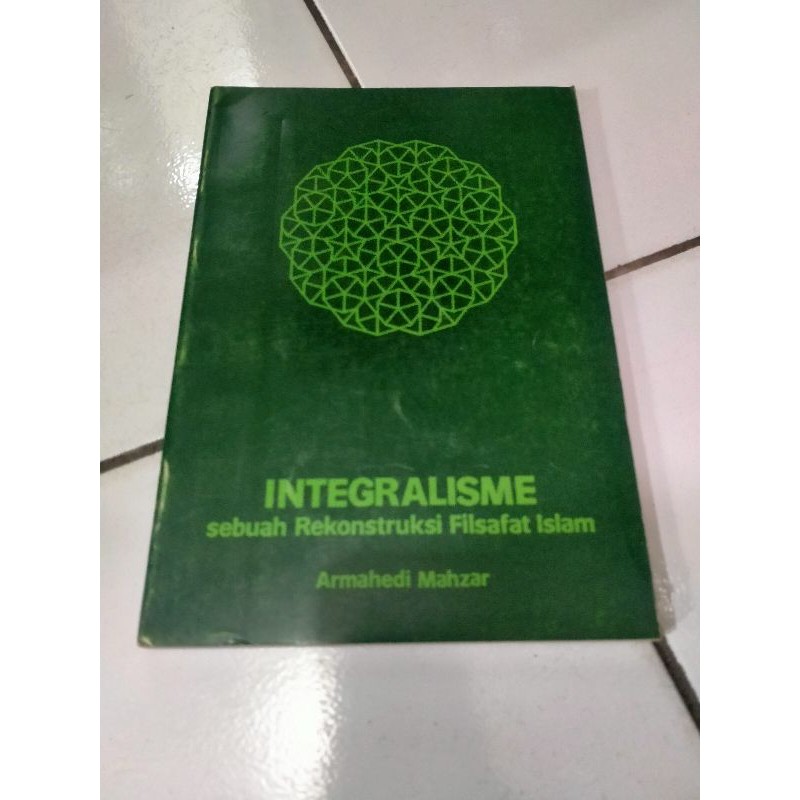 INTEGRALISME
sebuah Rekonstruksi Filsafat Islam
Armahedi Mahzar